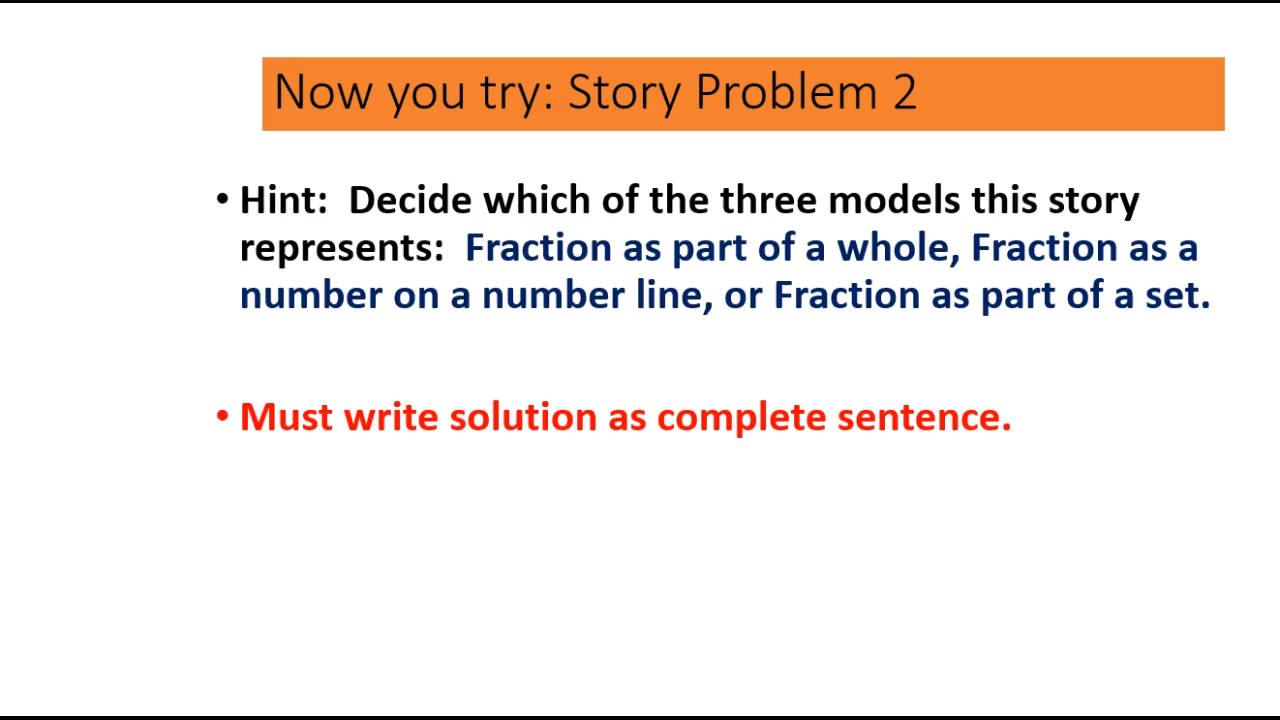 Now you try: Story Problem 2
• Hint:  Decide which of the three models this story
represents:  Fraction as part of a whole, Fraction as a
number on a number line, or Fraction as part of a set.
• Must write solution as complete sentence.